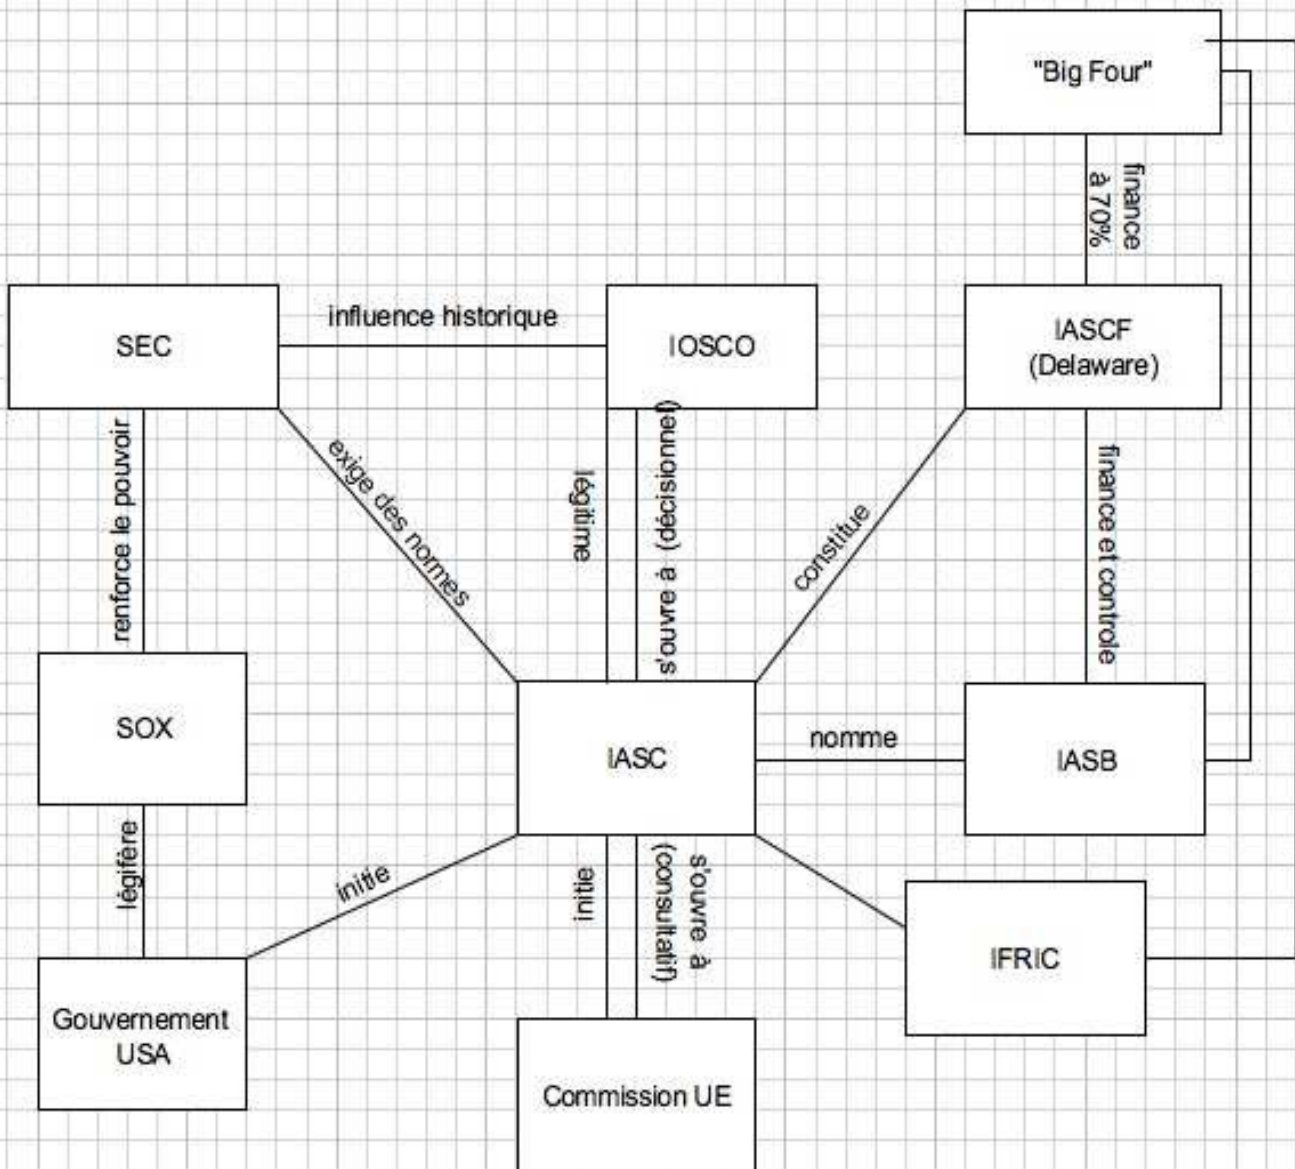 "Big Four"
finance
à 70%
SEC
influence historique
IOSCO
IASCF
(Delaware)
renforce le pouvoir
exige des normes
légitime
s'ouvre à (décisionnel)
constitue
finance et controle
SOX
IASC
nomme
IASB
légifère
initie
initie
s'ouvre à
(consultatif)
IFRIC
Gouvernement
USA
Commission UE